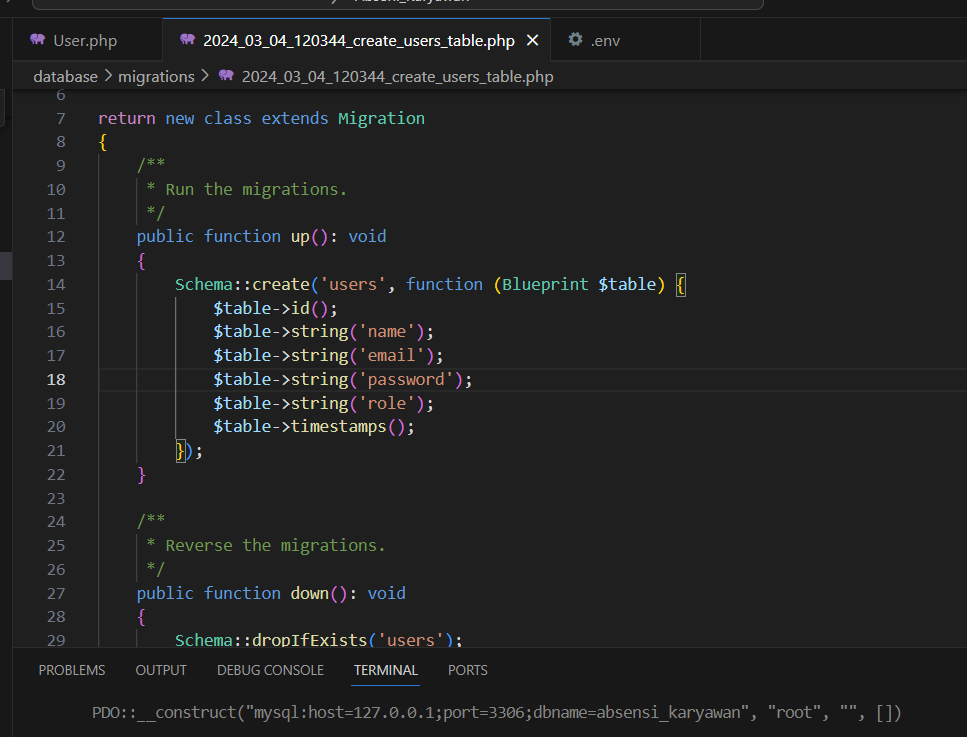 User.php
2024_03_04_120344_create_users_table.php
.env
database > migrations > 2024_03_04_120344_create_users_table.php
6
7 return new class extends Migration
8 {
9 /**
10 * Run the migrations.
11 */
12 public function up(): void
13 {
14 Schema::create('users', function (Blueprint $table) {
15 $table->id();
16 $table->string('name');
17 $table->string('email');
18 $table->string('password');
19 $table->string('role');
20 $table->timestamps();
21 });
22 }
23
24 /**
25 * Reverse the migrations.
26 */
27 public function down(): void
28 {
29 Schema::dropIfExists('users');
PROBLEMS OUTPUT DEBUG CONSOLE TERMINAL PORTS
PDO::__construct("mysql:host=127.0.0.1;port=3306;dbname=absensi_karyawan", "root", "", [])